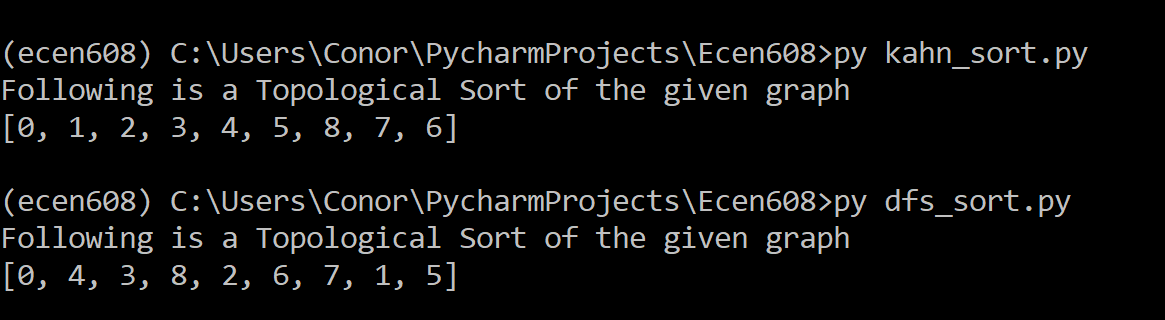 (ecen608) C:\Users\Conor\PycharmProjects\Ecen608>py kahn_sort.py
Following is a Topological Sort of the given graph
[0, 1, 2, 3, 4, 5, 8, 7, 6]
(ecen608) C:\Users\Conor\PycharmProjects\Ecen608>py dfs_sort.py
Following is a Topological Sort of the given graph
[0, 4, 3, 8, 2, 6, 7, 1, 5]